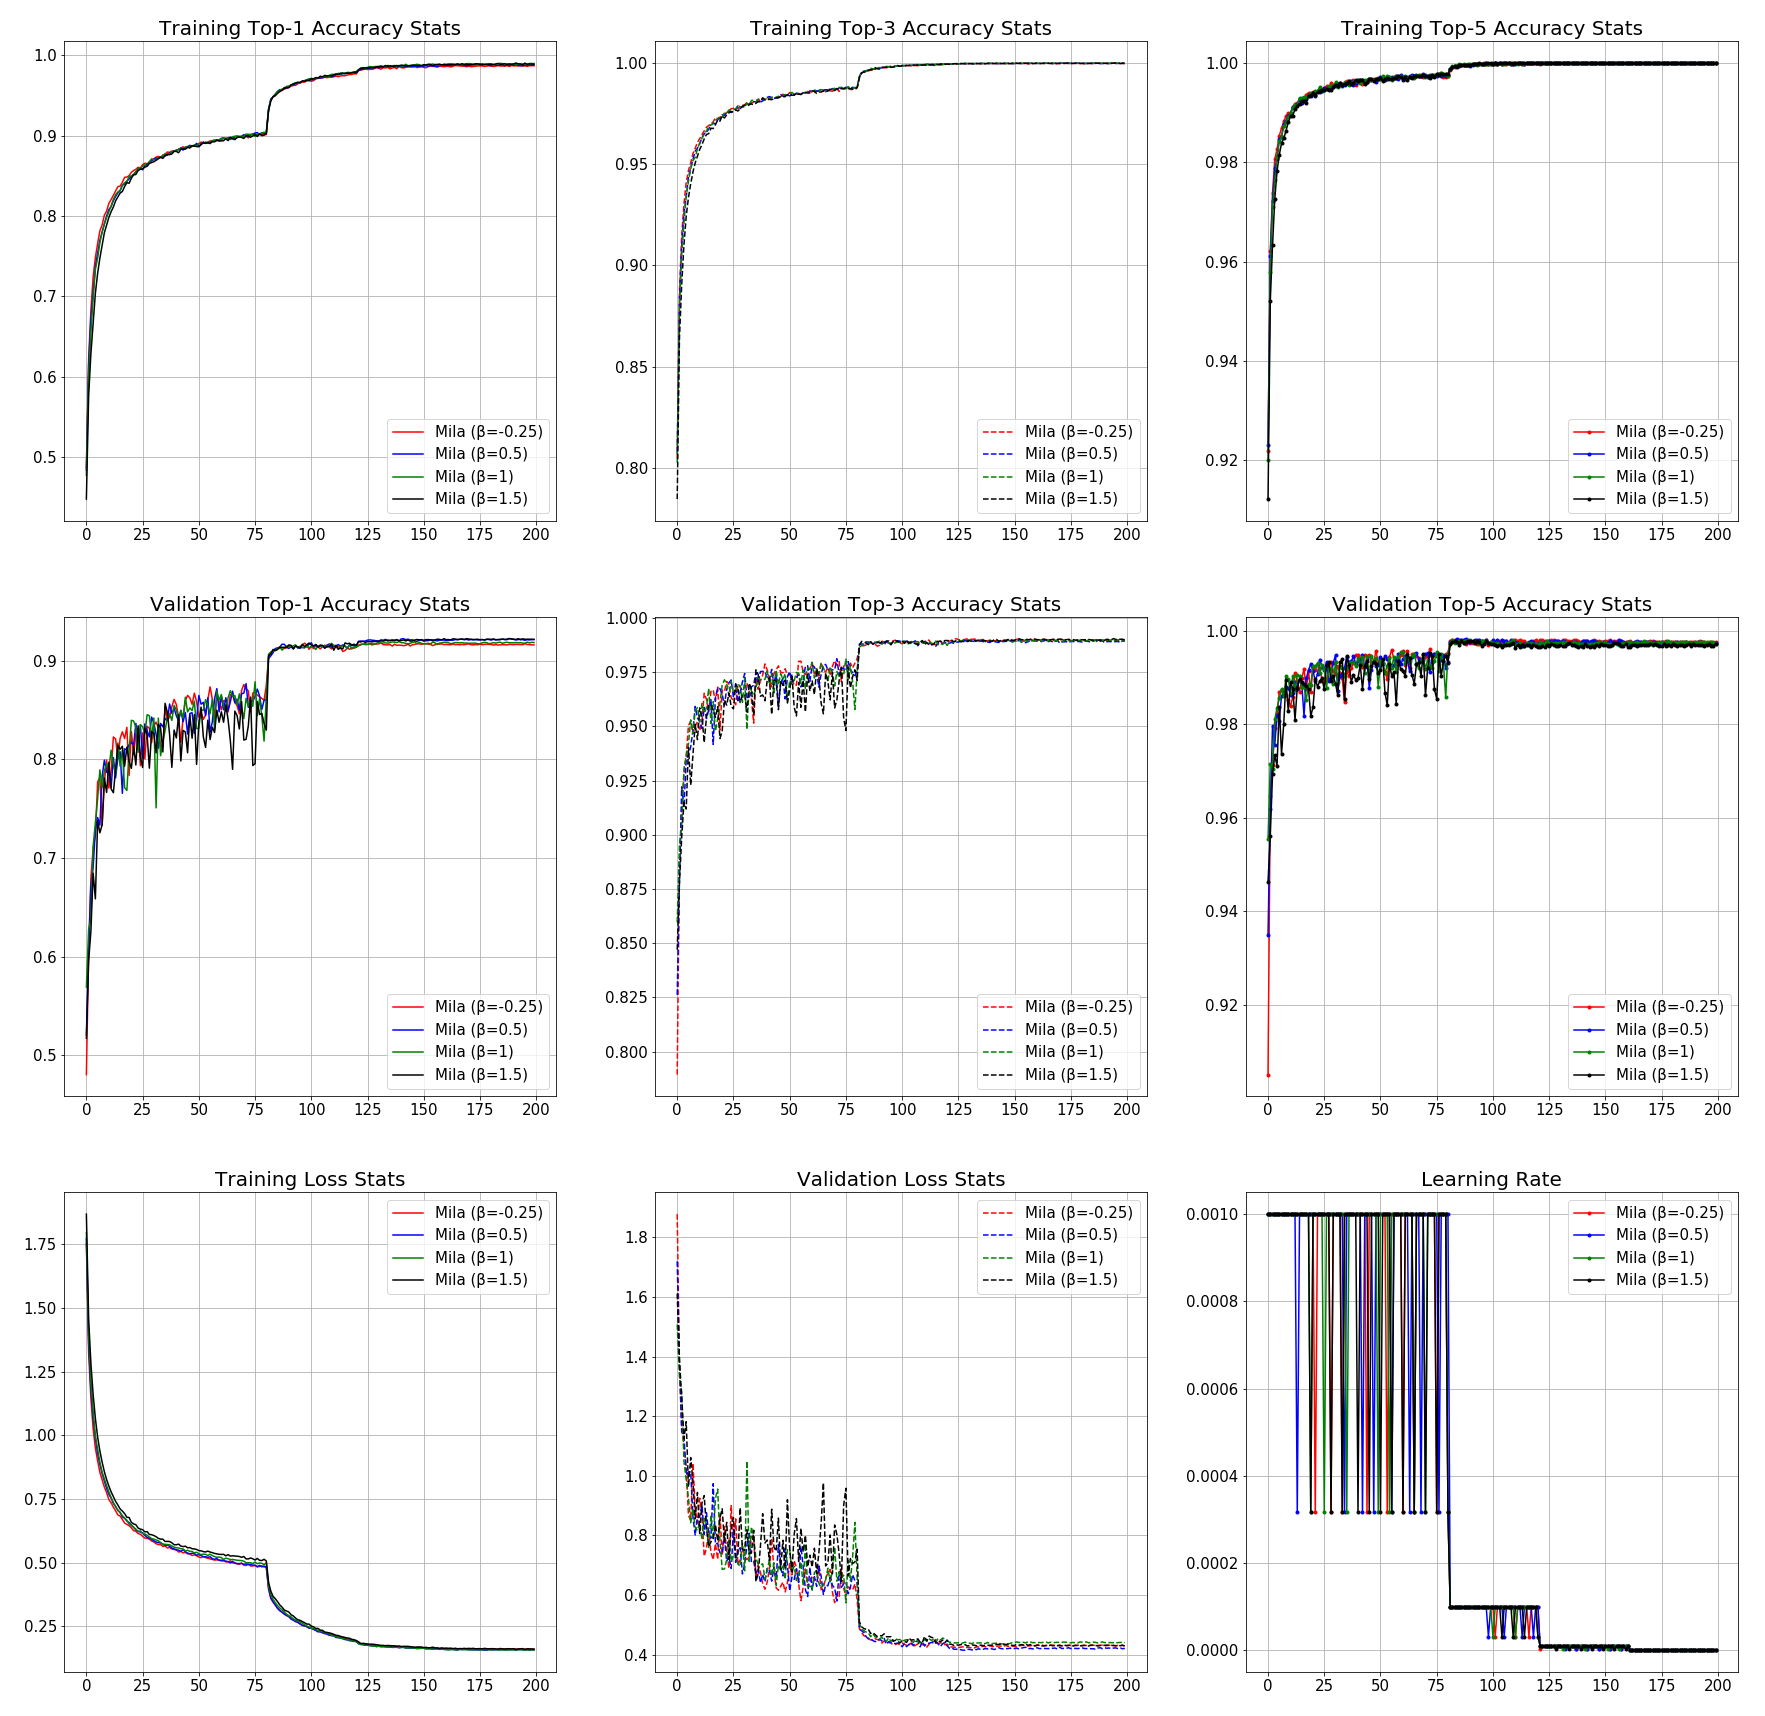 Training Top-1 Accuracy Stats
1.0
0.9
0.8
0.7
0.6
0.5
0 25 50 75 100 125 150 175 200
Mila (β=-0.25)
Mila (β=0.5)
Mila (β=1)
Mila (β=1.5)
Training Top-3 Accuracy Stats
1.00
0.95
0.90
0.85
0.80
0 25 50 75 100 125 150 175 200
Mila (β=-0.25)
Mila (β=0.5)
Mila (β=1)
Mila (β=1.5)
Training Top-5 Accuracy Stats
1.00
0.98
0.96
0.94
0.92
0 25 50 75 100 125 150 175 200
Mila (β=-0.25)
Mila (β=0.5)
Mila (β=1)
Mila (β=1.5)
Validation Top-1 Accuracy Stats
0.9
0.8
0.7
0.6
0.5
0 25 50 75 100 125 150 175 200
Mila (β=-0.25)
Mila (β=0.5)
Mila (β=1)
Mila (β=1.5)
Validation Top-3 Accuracy Stats
1.000
0.975
0.950
0.925
0.900
0.875
0.850
0.825
0.800
0 25 50 75 100 125 150 175 200
Mila (β=-0.25)
Mila (β=0.5)
Mila (β=1)
Mila (β=1.5)
Validation Top-5 Accuracy Stats
1.00
0.98
0.96
0.94
0.92
0 25 50 75 100 125 150 175 200
Mila (β=-0.25)
Mila (β=0.5)
Mila (β=1)
Mila (β=1.5)
Training Loss Stats
1.75
1.50
1.25
1.00
0.75
0.50
0.25
0 25 50 75 100 125 150 175 200
Mila (β=-0.25)
Mila (β=0.5)
Mila (β=1)
Mila (β=1.5)
Validation Loss Stats
1.8
1.6
1.4
1.2
1.0
0.8
0.6
0.4
0 25 50 75 100 125 150 175 200
Mila (β=-0.25)
Mila (β=0.5)
Mila (β=1)
Mila (β=1.5)
Learning Rate
0.0010
0.0008
0.0006
0.0004
0.0002
0.0000
0 25 50 75 100 125 150 175 200
Mila (β=-0.25)
Mila (β=0.5)
Mila (β=1)
Mila (β=1.5)